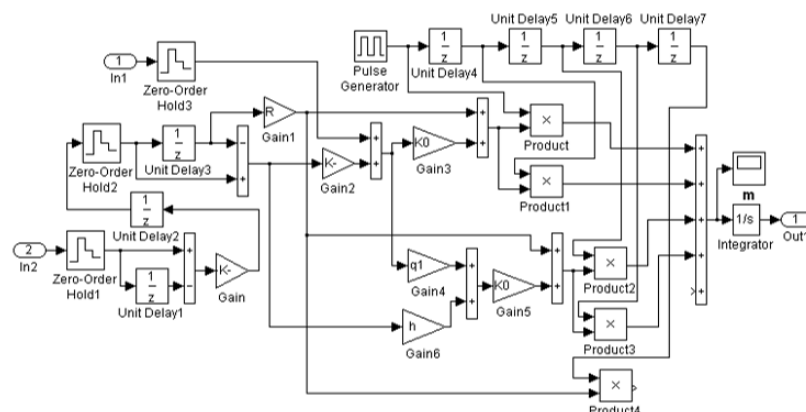 Unit Delay5 Unit Delay6 Unit Delay7
1
In1
Zero-Order
Hold3
Pulse
Generator
1
z
Unit Delay4
1
z
1
z
1
z
R
Gain1
Zero-Order
Hold2
1
z
Unit Delay3
−
+
K-
Gain2
+
+
K0
Gain3
+
+
×
Product
×
Product1
1
z
Unit Delay2
2
In2
Zero-Order
Hold1
1
z
Unit Delay1
+
−
K-
Gain
q1
Gain4
+
+
K0
Gain5
+
+
h
Gain6
×
Product2
×
Product3
×
Product4
+
+
+
+
+
m
1/s
Integrator
1
Out1